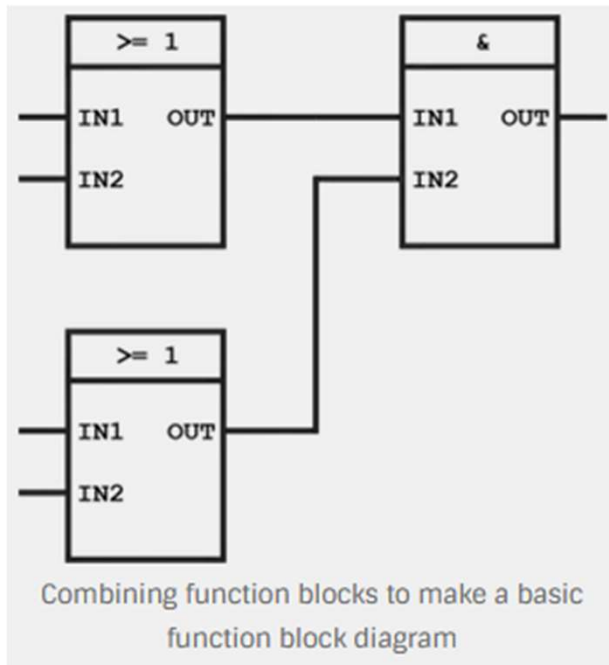 >= 1
IN1 OUT
IN2
&
IN1 OUT
IN2
>= 1
IN1 OUT
IN2
Combining function blocks to make a basic
function block diagram